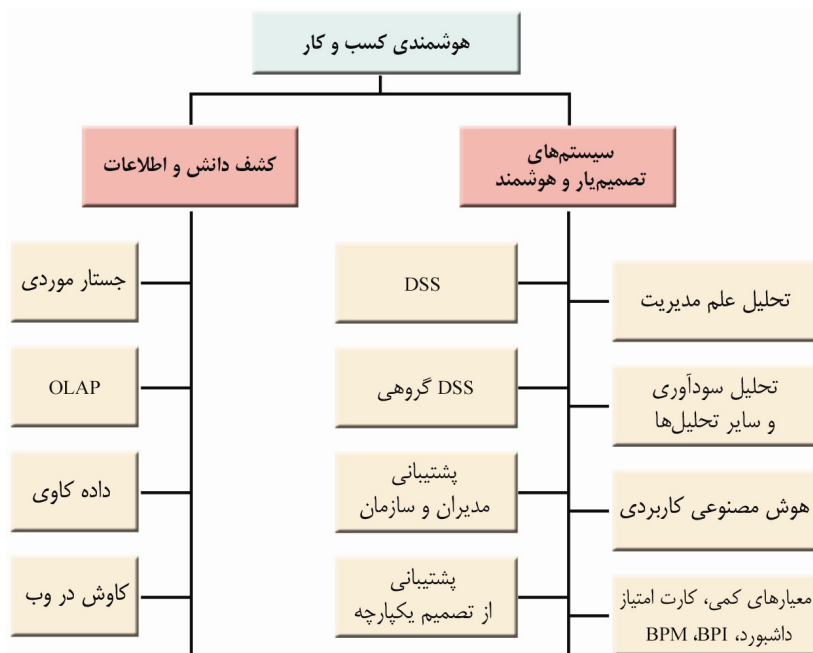 هوشمندی کسب و کار
سیستم‌های
تصمیم‌یار و هوشمند
کشف دانش و اطلاعات
تحلیل علم مدیریت
تحلیل سودآوری
و سایر تحلیل‌ها
هوش مصنوعی کاربردی
معیارهای کمی، کارت امتیاز
داشبورد، BPM ،BPI
DSS
DSS گروهی
پشتیبانی
مدیران و سازمان
پشتیبانی
از تصمیم یکپارچه
جستار موردی
OLAP
داده کاوی
کاوش در وب